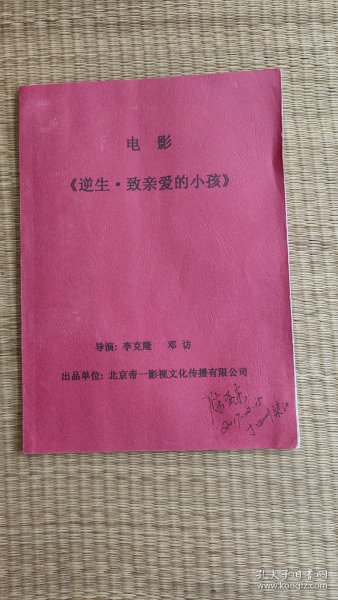 电 影
《逆生·致亲爱的小孩》
导演: 李克隆 邓 访
出品单位: 北京帝一影视文化传播有限公司
孔夫子旧书网